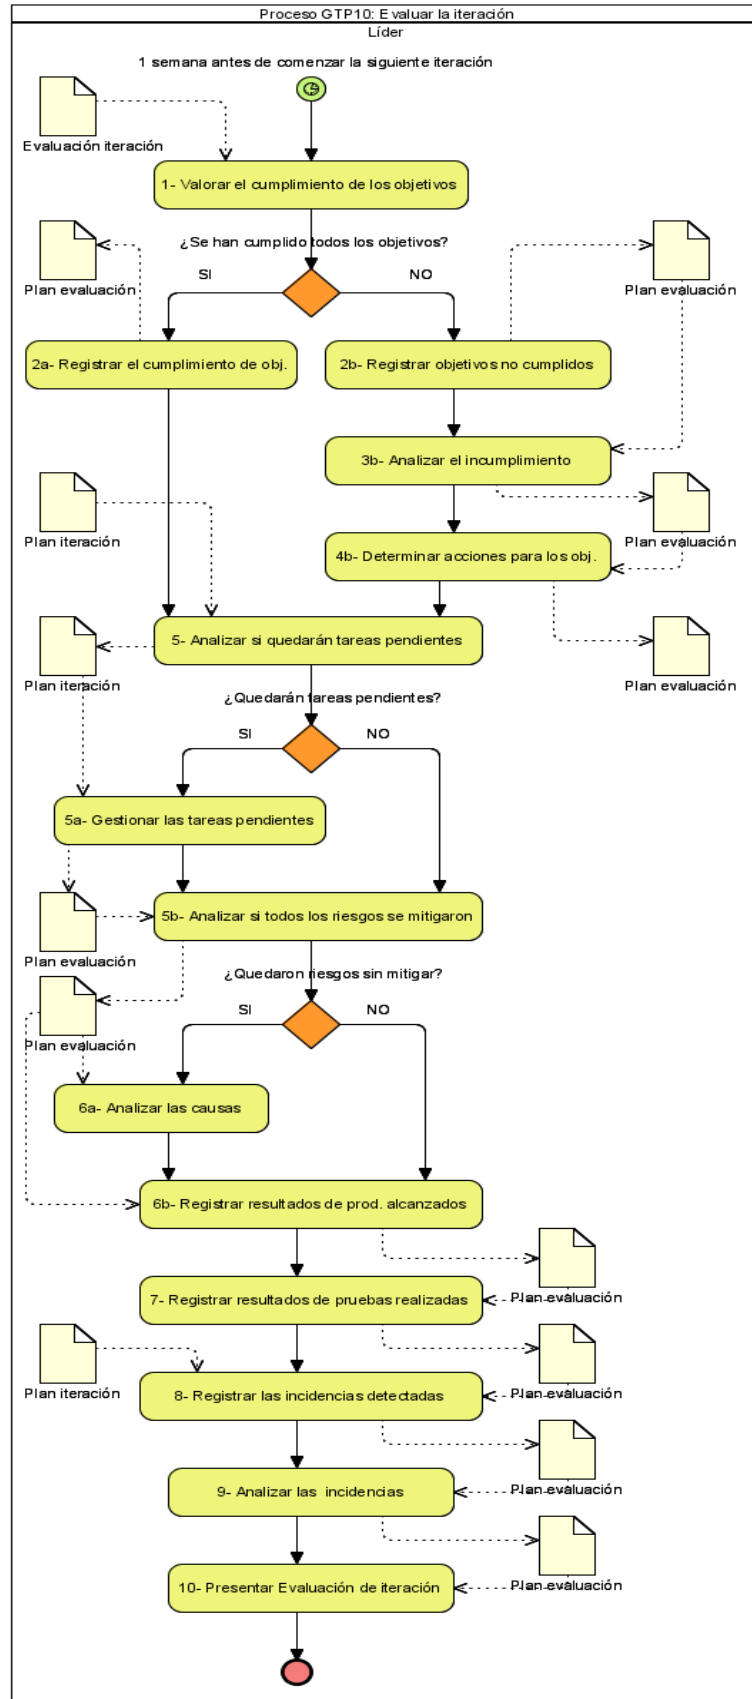 Proceso GTP10: Evaluar la iteración
Líder
1 semana antes de comenzar la siguiente iteración
Evaluación iteración
1- Valorar el cumplimiento de los objetivos
¿Se han cumplido todos los objetivos?
SI
NO
Plan evaluación
Plan evaluación
2a- Registrar el cumplimiento de obj.
2b- Registrar objetivos no cumplidos
3b- Analizar el incumplimiento
Plan iteración
Plan evaluación
4b- Determinar acciones para los obj.
5- Analizar si quedarán tareas pendientes
Plan iteración
Plan evaluación
¿Quedarán tareas pendientes?
SI
NO
5a- Gestionar las tareas pendientes
5b- Analizar si todos los riesgos se mitigaron
Plan evaluación
¿Quedaron riesgos sin mitigar?
SI
NO
Plan evaluación
6a- Analizar las causas
6b- Registrar resultados de prod. alcanzados
Plan evaluación
7- Registrar resultados de pruebas realizadas
Plan iteración
Plan evaluación
8- Registrar las incidencias detectadas
Plan evaluación
9- Analizar las incidencias
Plan evaluación
10- Presentar Evaluación de iteración